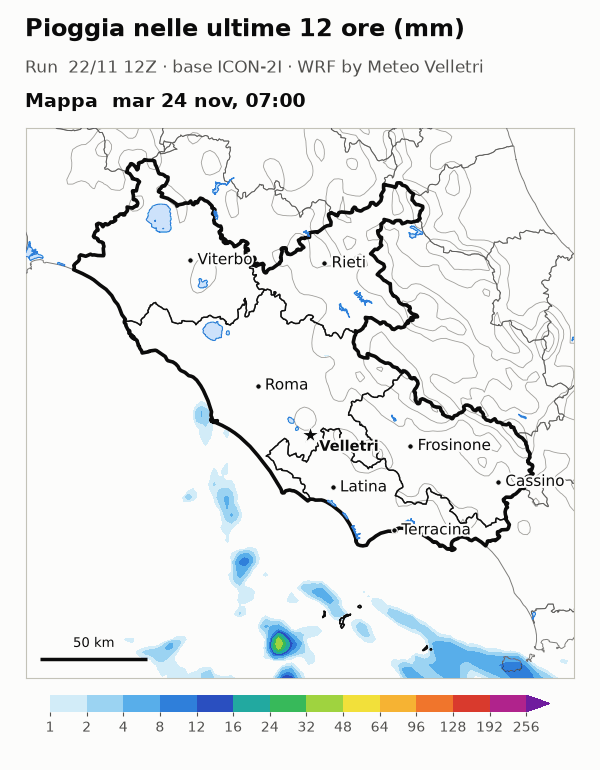 Pioggia nelle ultime 12 ore (mm)
Run  22/11 12Z · base ICON-2I · WRF by Meteo Velletri
Mappa  mar 24 nov, 07:00
Viterbo
Rieti
Roma
Velletri
Frosinone
Cassino
Latina
Terracina
50 km
1 2 4 8 12 16 24 32 48 64 96 128 192 256